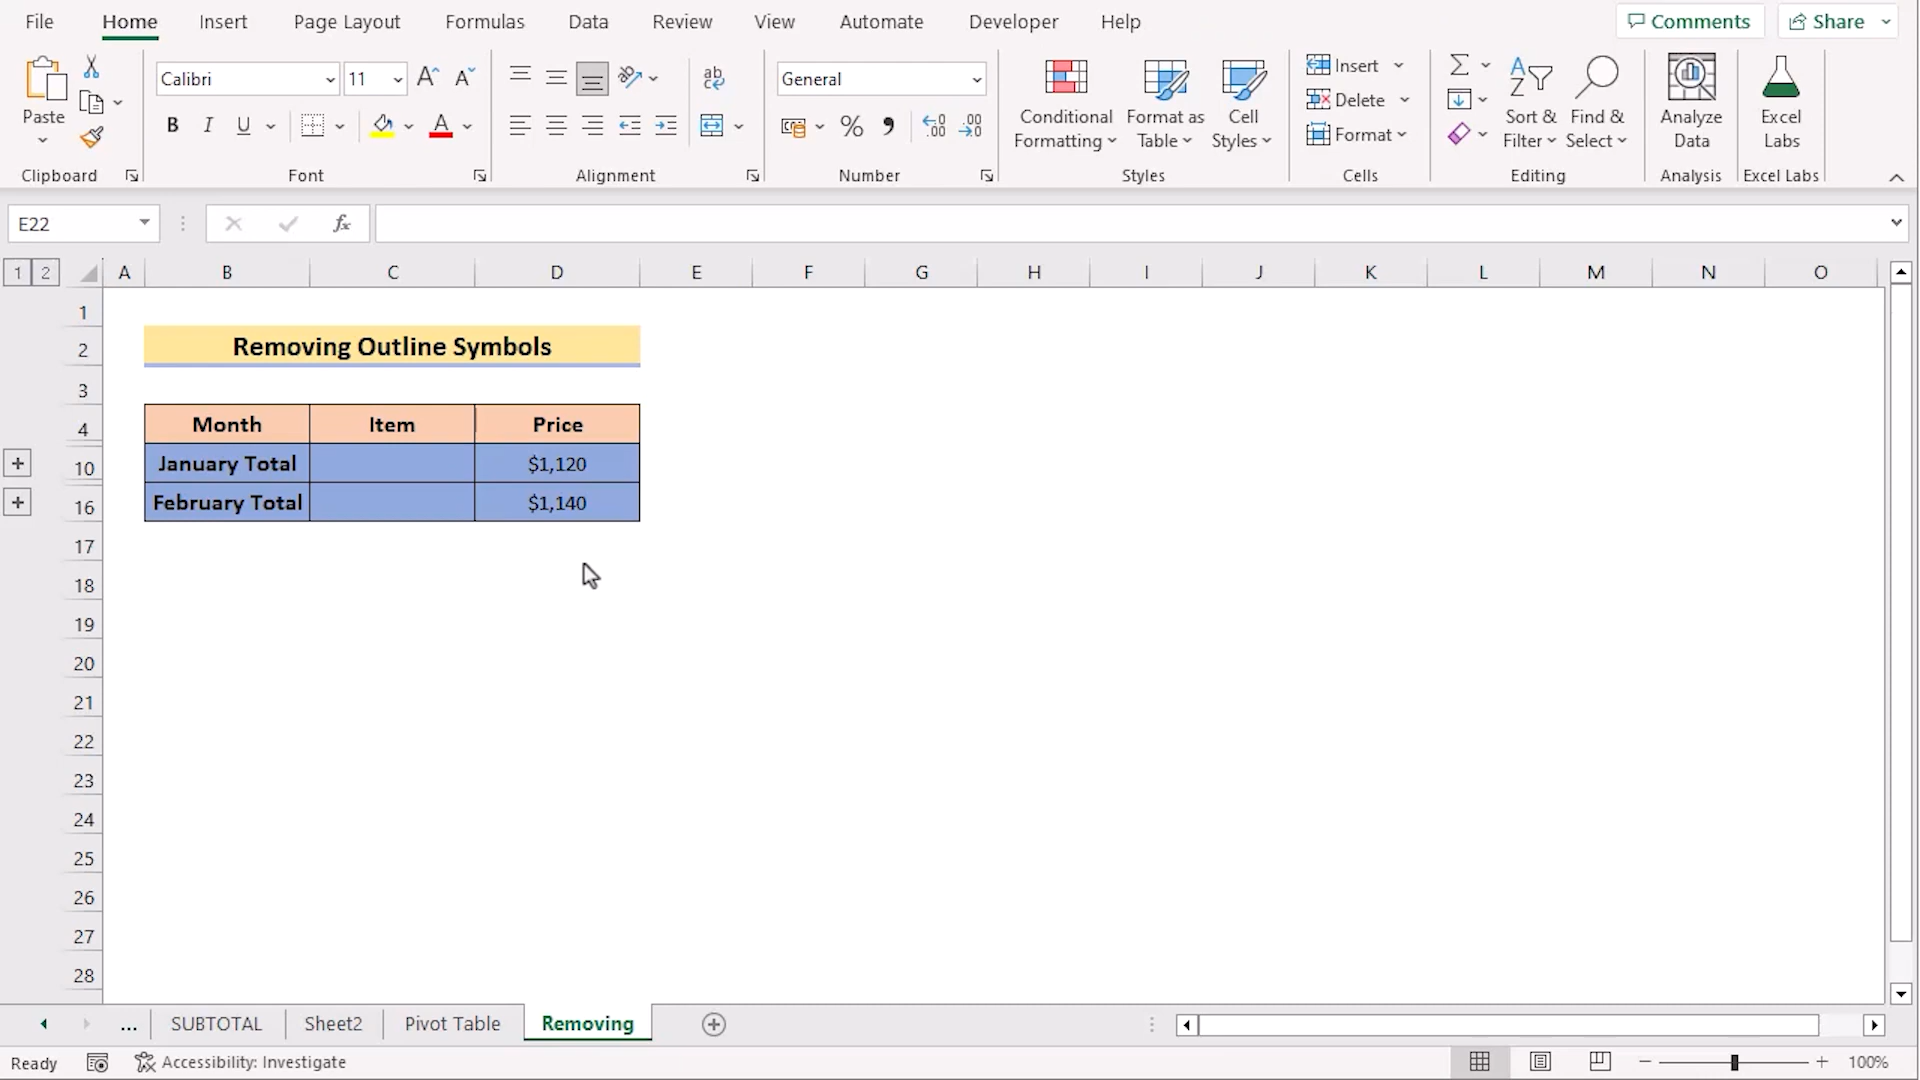 File Home Insert Page Layout Formulas Data Review View Automate Developer Help Comments Share
Calibri 11 A A ab General Insert
Paste Delete
Conditional Formatting Format as Table Cell Styles
B I U A % 9 Format
Sort & Filter Find & Select Analyze Data Excel Labs
Clipboard Font Alignment Number Styles Cells Editing Analysis Excel Labs
E22 fx
1 2 A B C D E F G H I J K L M N O
1
2 Removing Outline Symbols
3
4 Month Item Price
10 January Total $1,120
16 February Total $1,140
17
18
19
20
21
22
23
24
25
26
27
28
... SUBTOTAL Sheet2 Pivot Table Removing
Ready Accessibility: Investigate 100%